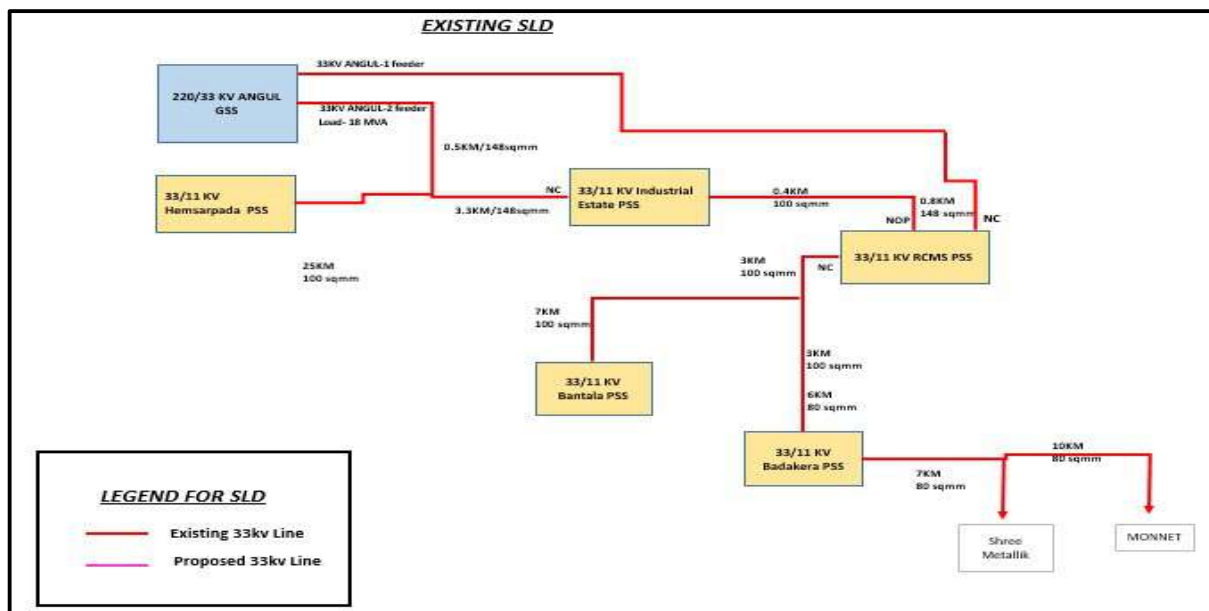 EXISTING SLD
33KV ANGUL-1 feeder
220/33 KV ANGUL
GSS
33KV ANGUL-2 feeder
Load- 18 MVA
0.5KM/148sqmm
33/11 KV
Hemsarpada PSS
NC
3.3KM/148sqmm
33/11 KV Industrial
Estate PSS
0.4KM
100 sqmm
NOP
0.8KM
148 sqmm
NC
33/11 KV RCMS PSS
25KM
100 sqmm
3KM
100 sqmm
NC
7KM
100 sqmm
33/11 KV
Bantala PSS
3KM
100 sqmm
6KM
80 sqmm
33/11 KV
Badakera PSS
7KM
80 sqmm
10KM
80 sqmm
Shree
Metallik
MONNET
LEGEND FOR SLD
Existing 33kv Line
Proposed 33kv Line